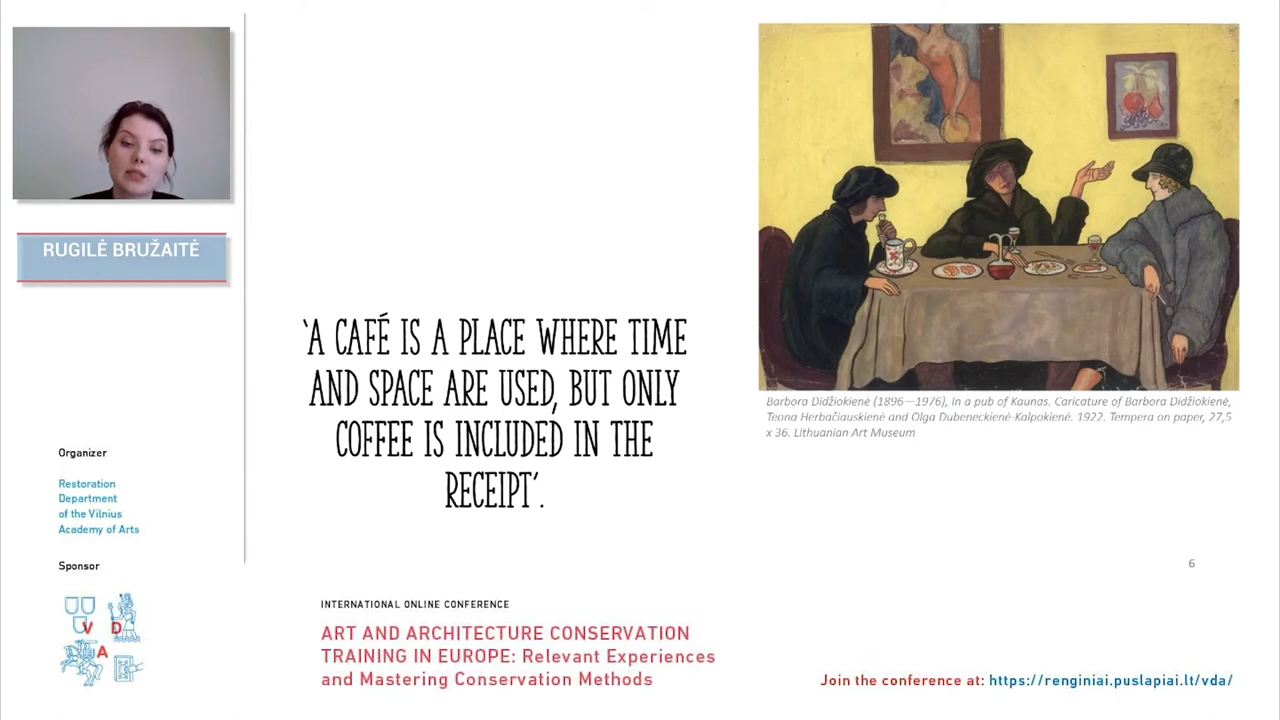 RUGILĖ BRUŽAITĖ
Organizer
Restoration
Department
of the Vilnius
Academy of Arts
Sponsor
V D
A
‘A CAFÉ IS A PLACE WHERE TIME
AND SPACE ARE USED, BUT ONLY
COFFEE IS INCLUDED IN THE
RECEIPT’.
Barbora Didžiokienė (1896—1976), In a pub of Kaunas. Caricature of Barbora Didžiokienė,
Teona Herbačiauskienė and Olga Dubeneckienė-Kalpokienė. 1922. Tempera on paper, 27,5
x 36. Lithuanian Art Museum
6
INTERNATIONAL ONLINE CONFERENCE
ART AND ARCHITECTURE CONSERVATION
TRAINING IN EUROPE: Relevant Experiences
and Mastering Conservation Methods
Join the conference at: https://renginiai.puslapiai.lt/vda/